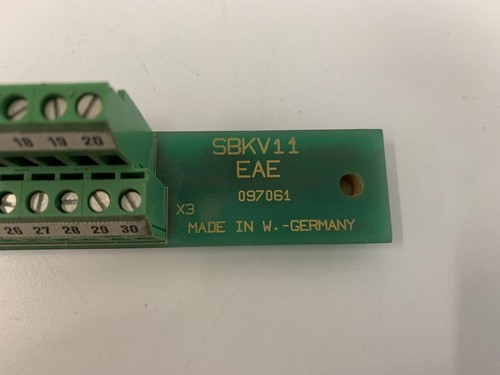 18 19 20
SBKV11
EAE
097061
26 27 28 29 30
X3
MADE IN W.-GERMANY